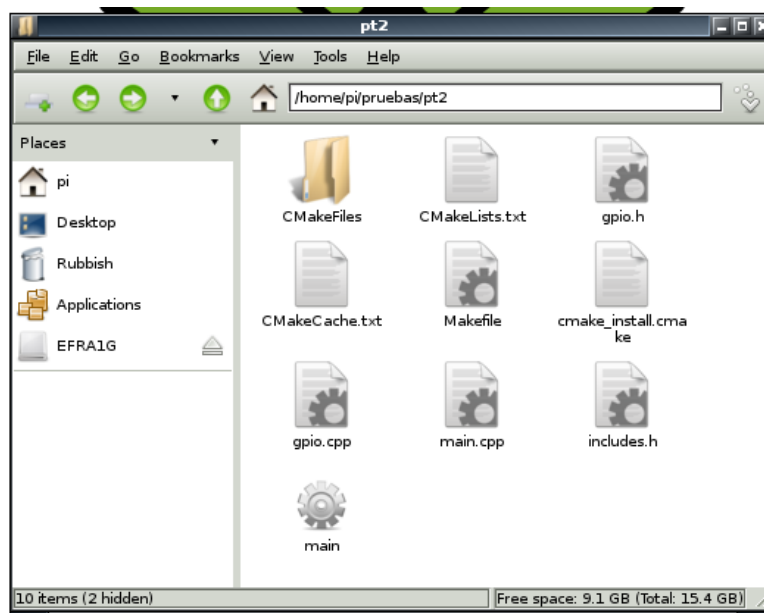 pt2
File Edit Go Bookmarks View Tools Help
/home/pi/pruebas/pt2
Places
pi
Desktop
Rubbish
Applications
EFRA1G
CMakeFiles
CMakeLists.txt
gpio.h
CMakeCache.txt
Makefile
cmake_install.cma
ke
gpio.cpp
main.cpp
includes.h
main
10 items (2 hidden)
Free space: 9.1 GB (Total: 15.4 GB)